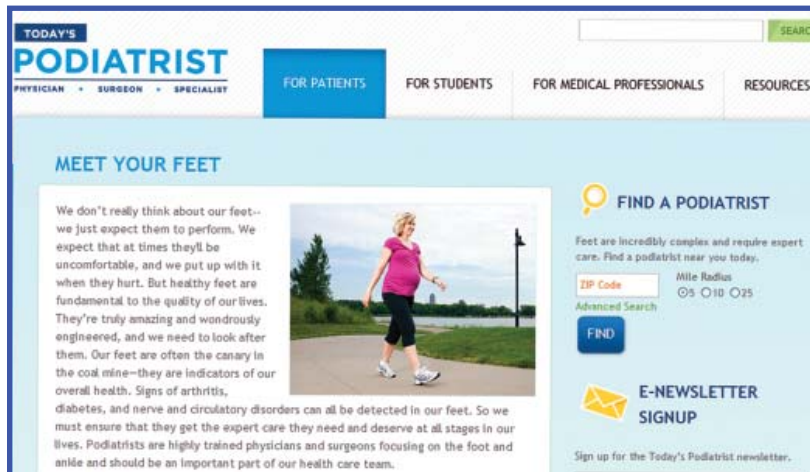 TODAY'S
PODIATRIST
PHYSICIAN • SURGEON • SPECIALIST
SEARC
FOR PATIENTS
FOR STUDENTS
FOR MEDICAL PROFESSIONALS
RESOURCES
MEET YOUR FEET
We don't really think about our feet--
we just expect them to perform. We
expect that at times they'll be
uncomfortable, and we put up with it
when they hurt. But healthy feet are
fundamental to the quality of our lives.
They're truly amazing and wondrously
engineered, and we need to look after
them. Our feet are often the canary in
the coal mine—they are indicators of our
overall health. Signs of arthritis,
diabetes, and nerve and circulatory disorders can all be detected in our feet. So we
must ensure that they get the expert care they need and deserve at all stages in our
lives. Podiatrists are highly trained physicians and surgeons focusing on the foot and
ankle and should be an important part of our health care team.
FIND A PODIATRIST
Feet are incredibly complex and require expert
care. Find a podiatrist near you today.
ZIP Code
Mile Radius
5 10 25
Advanced Search
FIND
E-NEWSLETTER
SIGNUP
Sign up for the Today's Podiatrist newsletter.